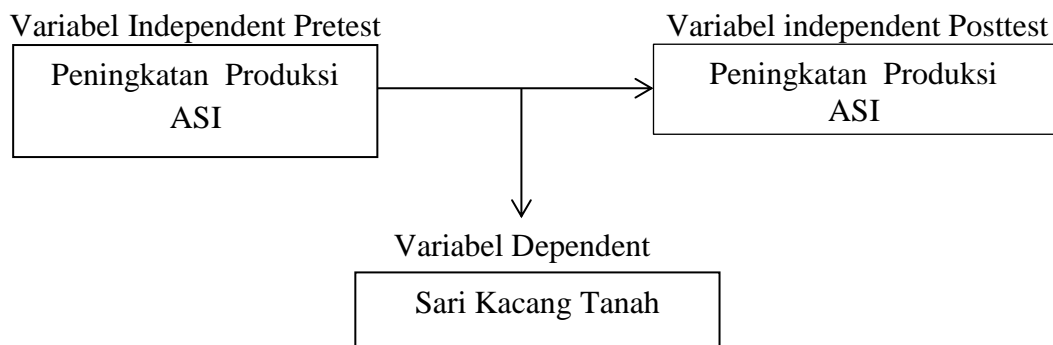 Variabel Independent Pretest
Peningkatan Produksi
ASI
Variabel independent Posttest
Peningkatan Produksi
ASI
Variabel Dependent
Sari Kacang Tanah